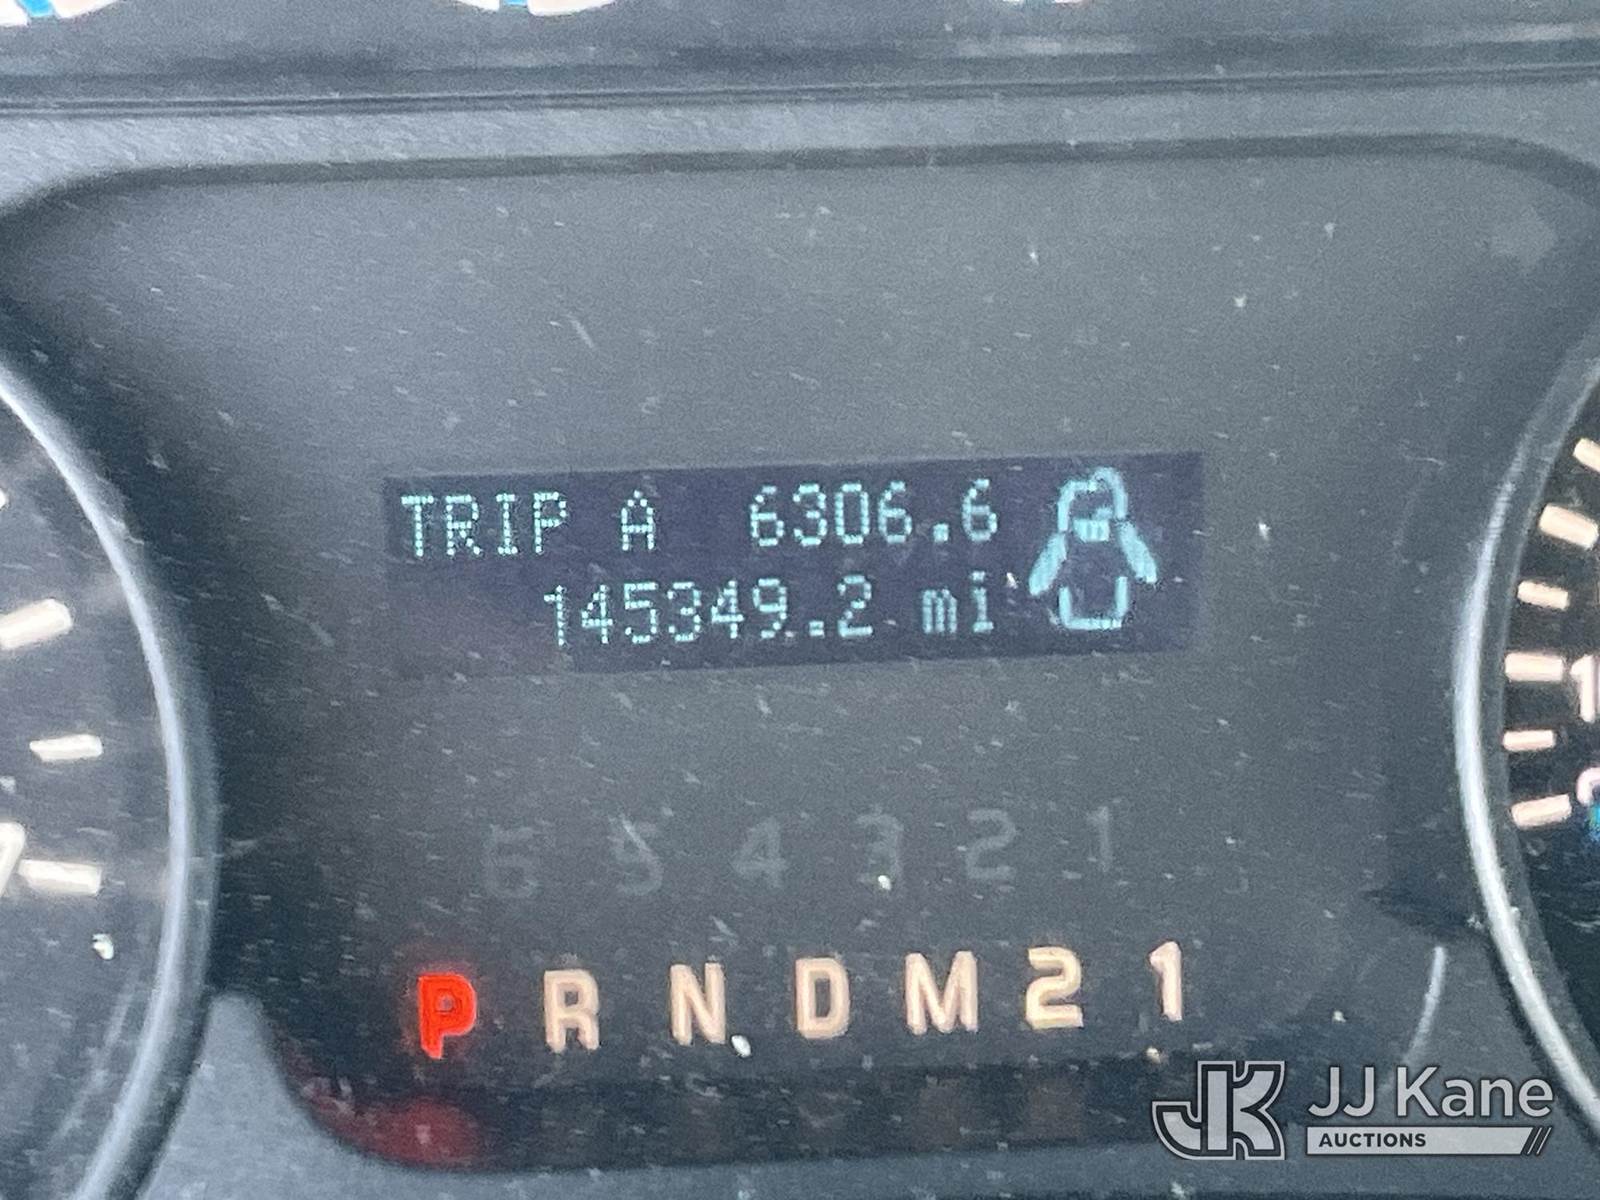 TRIP A 6306.6
145349.2 mi
6 5 4 3 2 1
P R N D M 2 1
JK JJ Kane
AUCTIONS